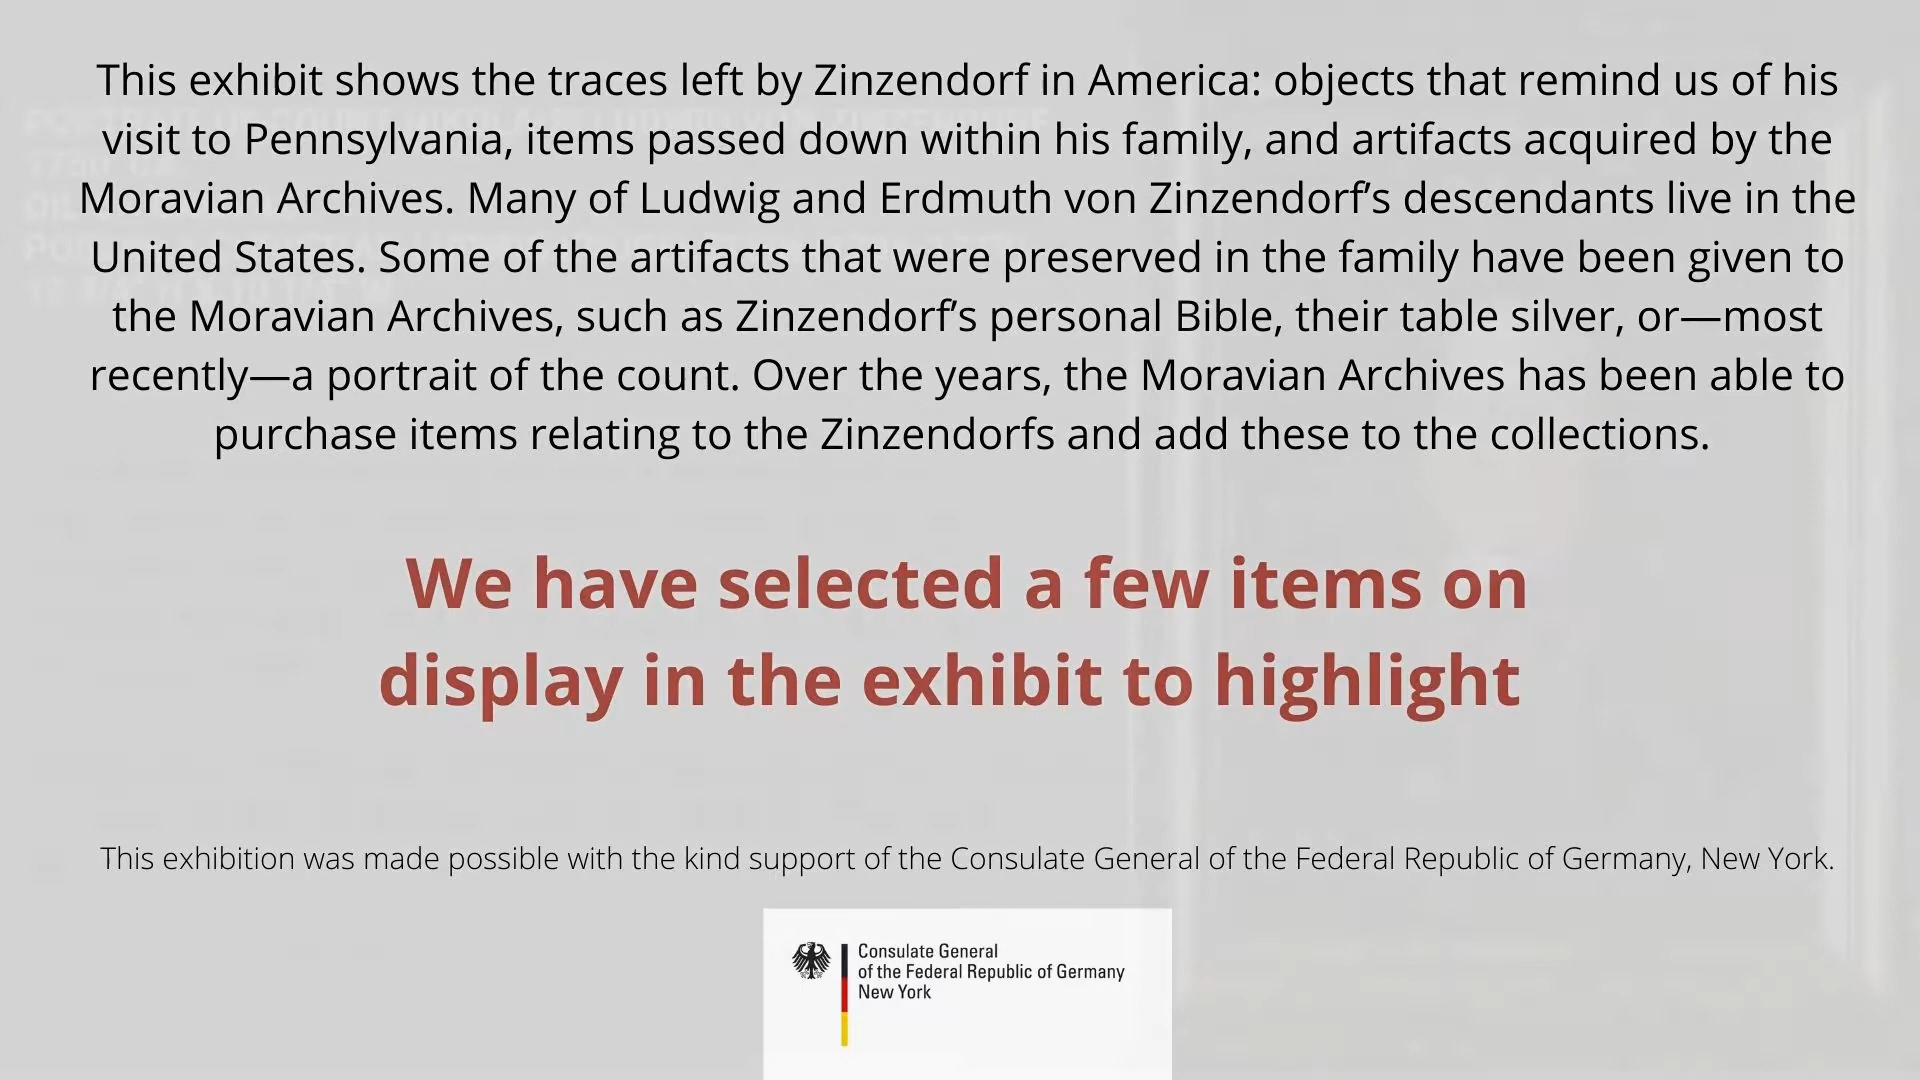 This exhibit shows the traces left by Zinzendorf in America: objects that remind us of his
visit to Pennsylvania, items passed down within his family, and artifacts acquired by the
Moravian Archives. Many of Ludwig and Erdmuth von Zinzendorf’s descendants live in the
United States. Some of the artifacts that were preserved in the family have been given to
the Moravian Archives, such as Zinzendorf’s personal Bible, their table silver, or—most
recently—a portrait of the count. Over the years, the Moravian Archives has been able to
purchase items relating to the Zinzendorfs and add these to the collections.
We have selected a few items on
display in the exhibit to highlight
This exhibition was made possible with the kind support of the Consulate General of the Federal Republic of Germany, New York.
Consulate General
of the Federal Republic of Germany
New York